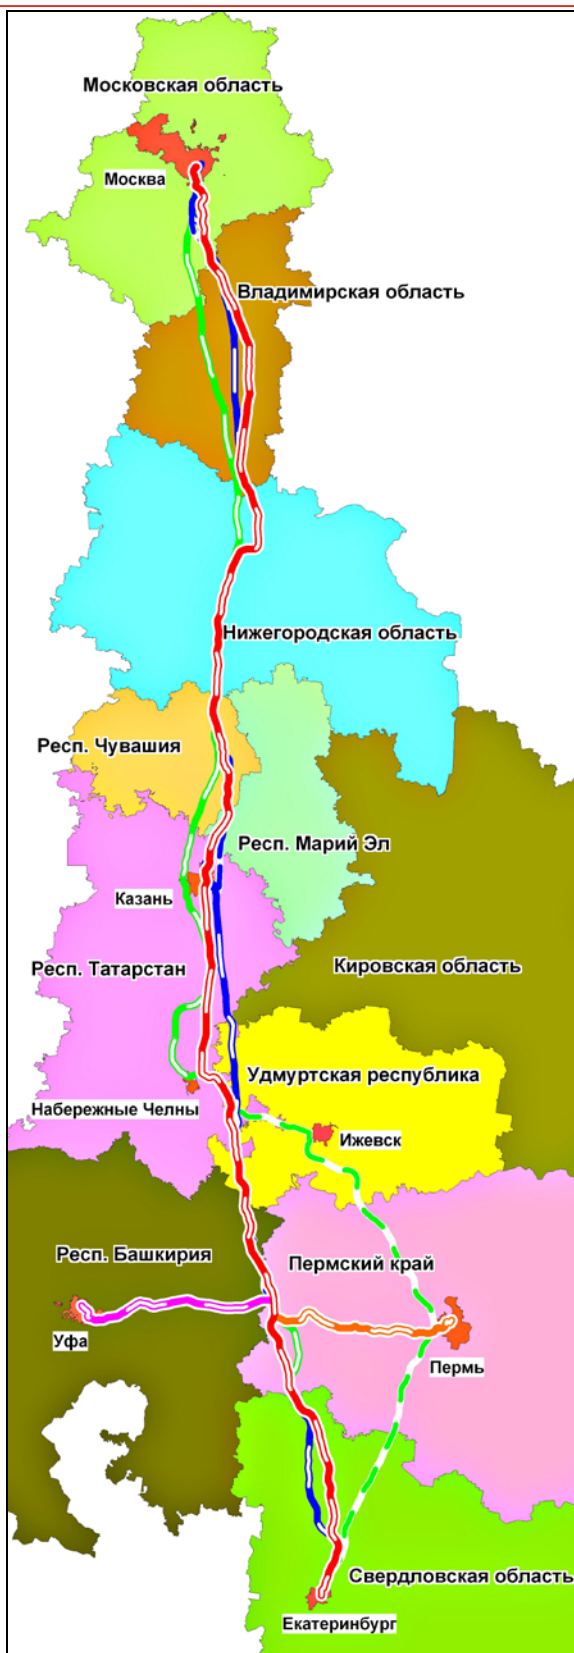 Московская область
Москва
Владимирская область
Нижегородская область
Респ. Чувашия
Респ. Марий Эл
Казань
Респ. Татарстан
Кировская область
Удмуртская республика
Набережные Челны
Ижевск
Респ. Башкирия
Пермский край
Уфа
Пермь
Свердловская область
Екатеринбург